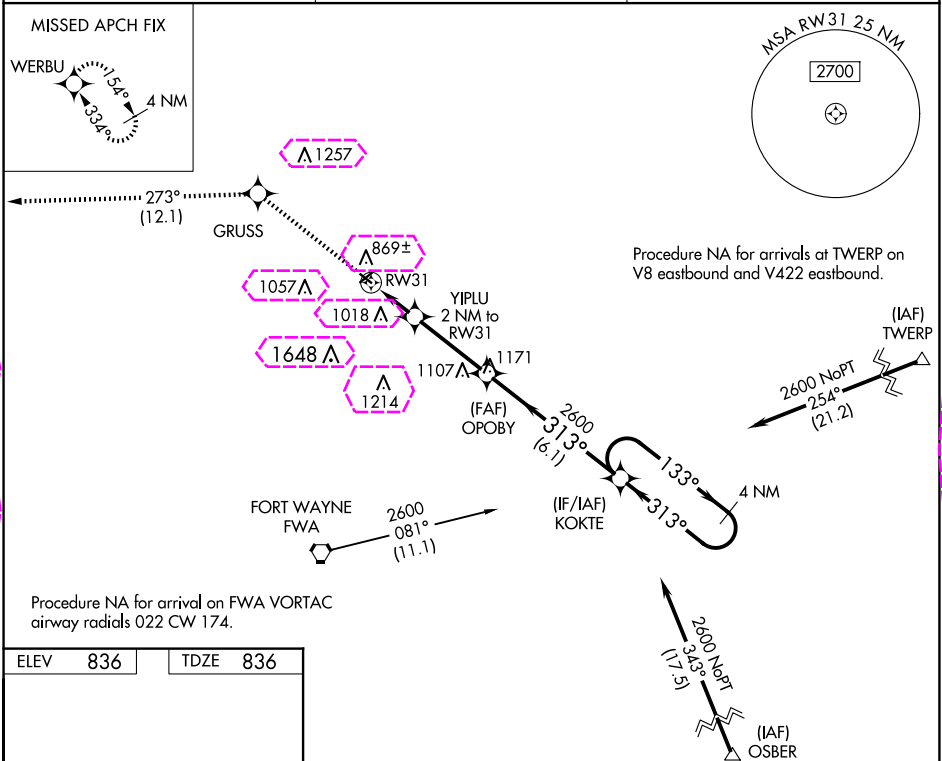 MISSED APCH FIX
WERBU
154°
334°
4 NM
MSA RW31 25 NM
2700
1257
273°
(12.1)
GRUSS
869±
RW31
1057
1018
YIPLU
2 NM to
RW31
1648
1214
1107
1171
(FAF)
OPOBY
2600
313°
(6.1)
Procedure NA for arrivals at TWERP on
V8 eastbound and V422 eastbound.
(IAF)
TWERP
2600 NoPT
254°
(21.2)
133°
313°
4 NM
(IF/IAF)
KOKTE
FORT WAYNE
FWA
2600
081°
(11.1)
Procedure NA for arrival on FWA VORTAC
airway radials 022 CW 174.
2600 NoPT
343°
(17.5)
(IAF)
OSBER
ELEV 836
TDZE 836